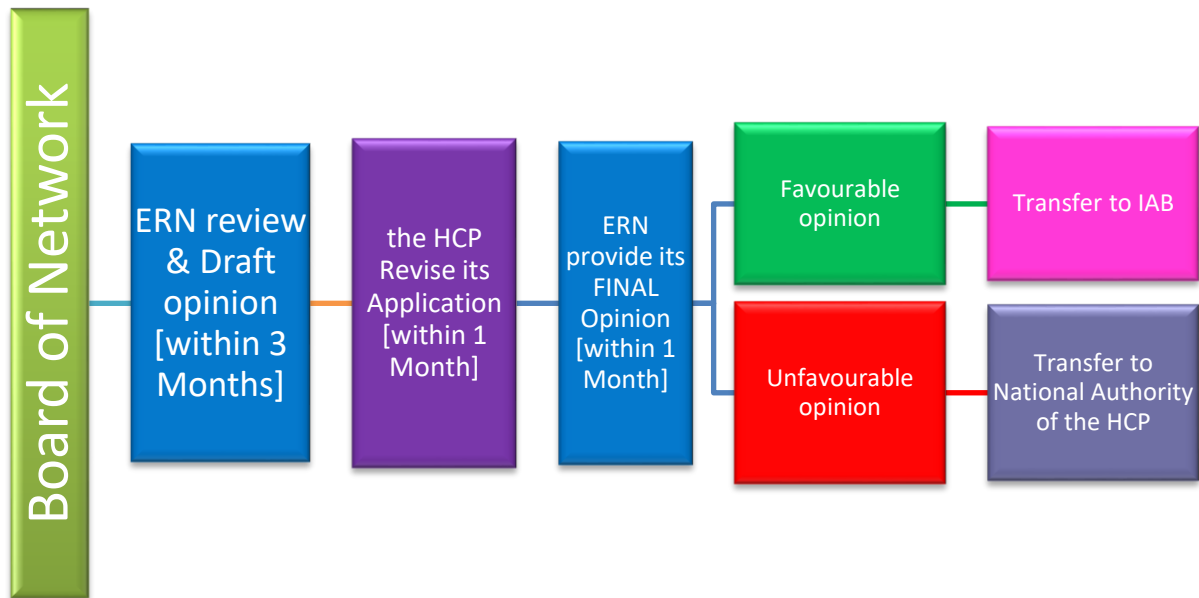 Board of Network
ERN review
& Draft
opinion
[within 3
Months]
the HCP
Revise its
Application
[within 1
Month]
ERN
provide its
FINAL
Opinion
[within 1
Month]
Favourable
opinion
Transfer to IAB
Unfavourable
opinion
Transfer to
National Authority
of the HCP